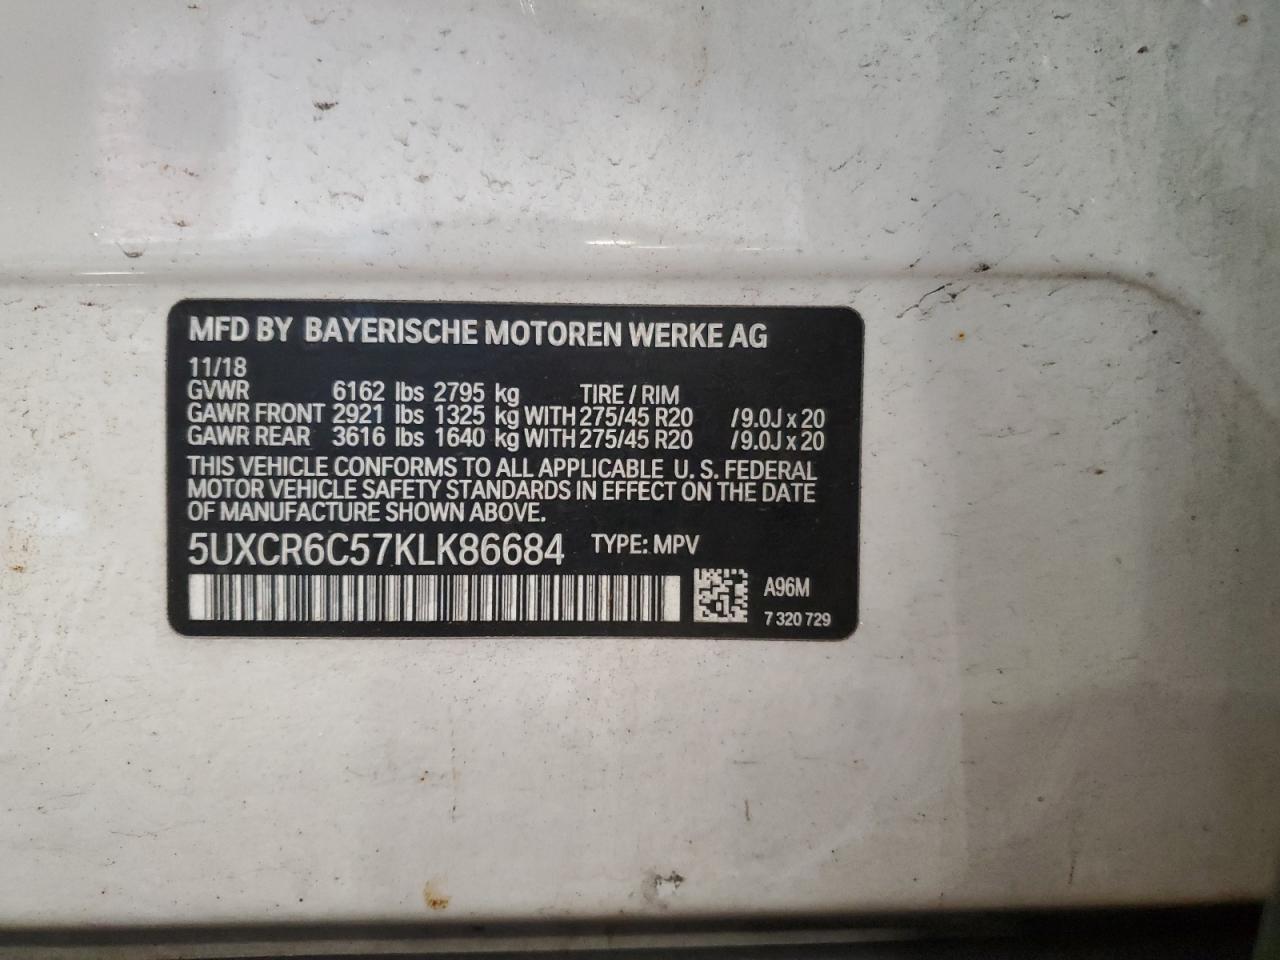 MFD BY BAYERISCHE MOTOREN WERKE AG
11/18
GVWR 6162 lbs 2795 kg TIRE / RIM
GAWR FRONT 2921 lbs 1325 kg WITH 275/45 R20 /9.0J x 20
GAWR REAR 3616 lbs 1640 kg WITH 275/45 R20 /9.0J x 20
THIS VEHICLE CONFORMS TO ALL APPLICABLE U. S. FEDERAL
MOTOR VEHICLE SAFETY STANDARDS IN EFFECT ON THE DATE
OF MANUFACTURE SHOWN ABOVE.
5UXCR6C57KLK86684 TYPE: MPV
A96M
7 320 729